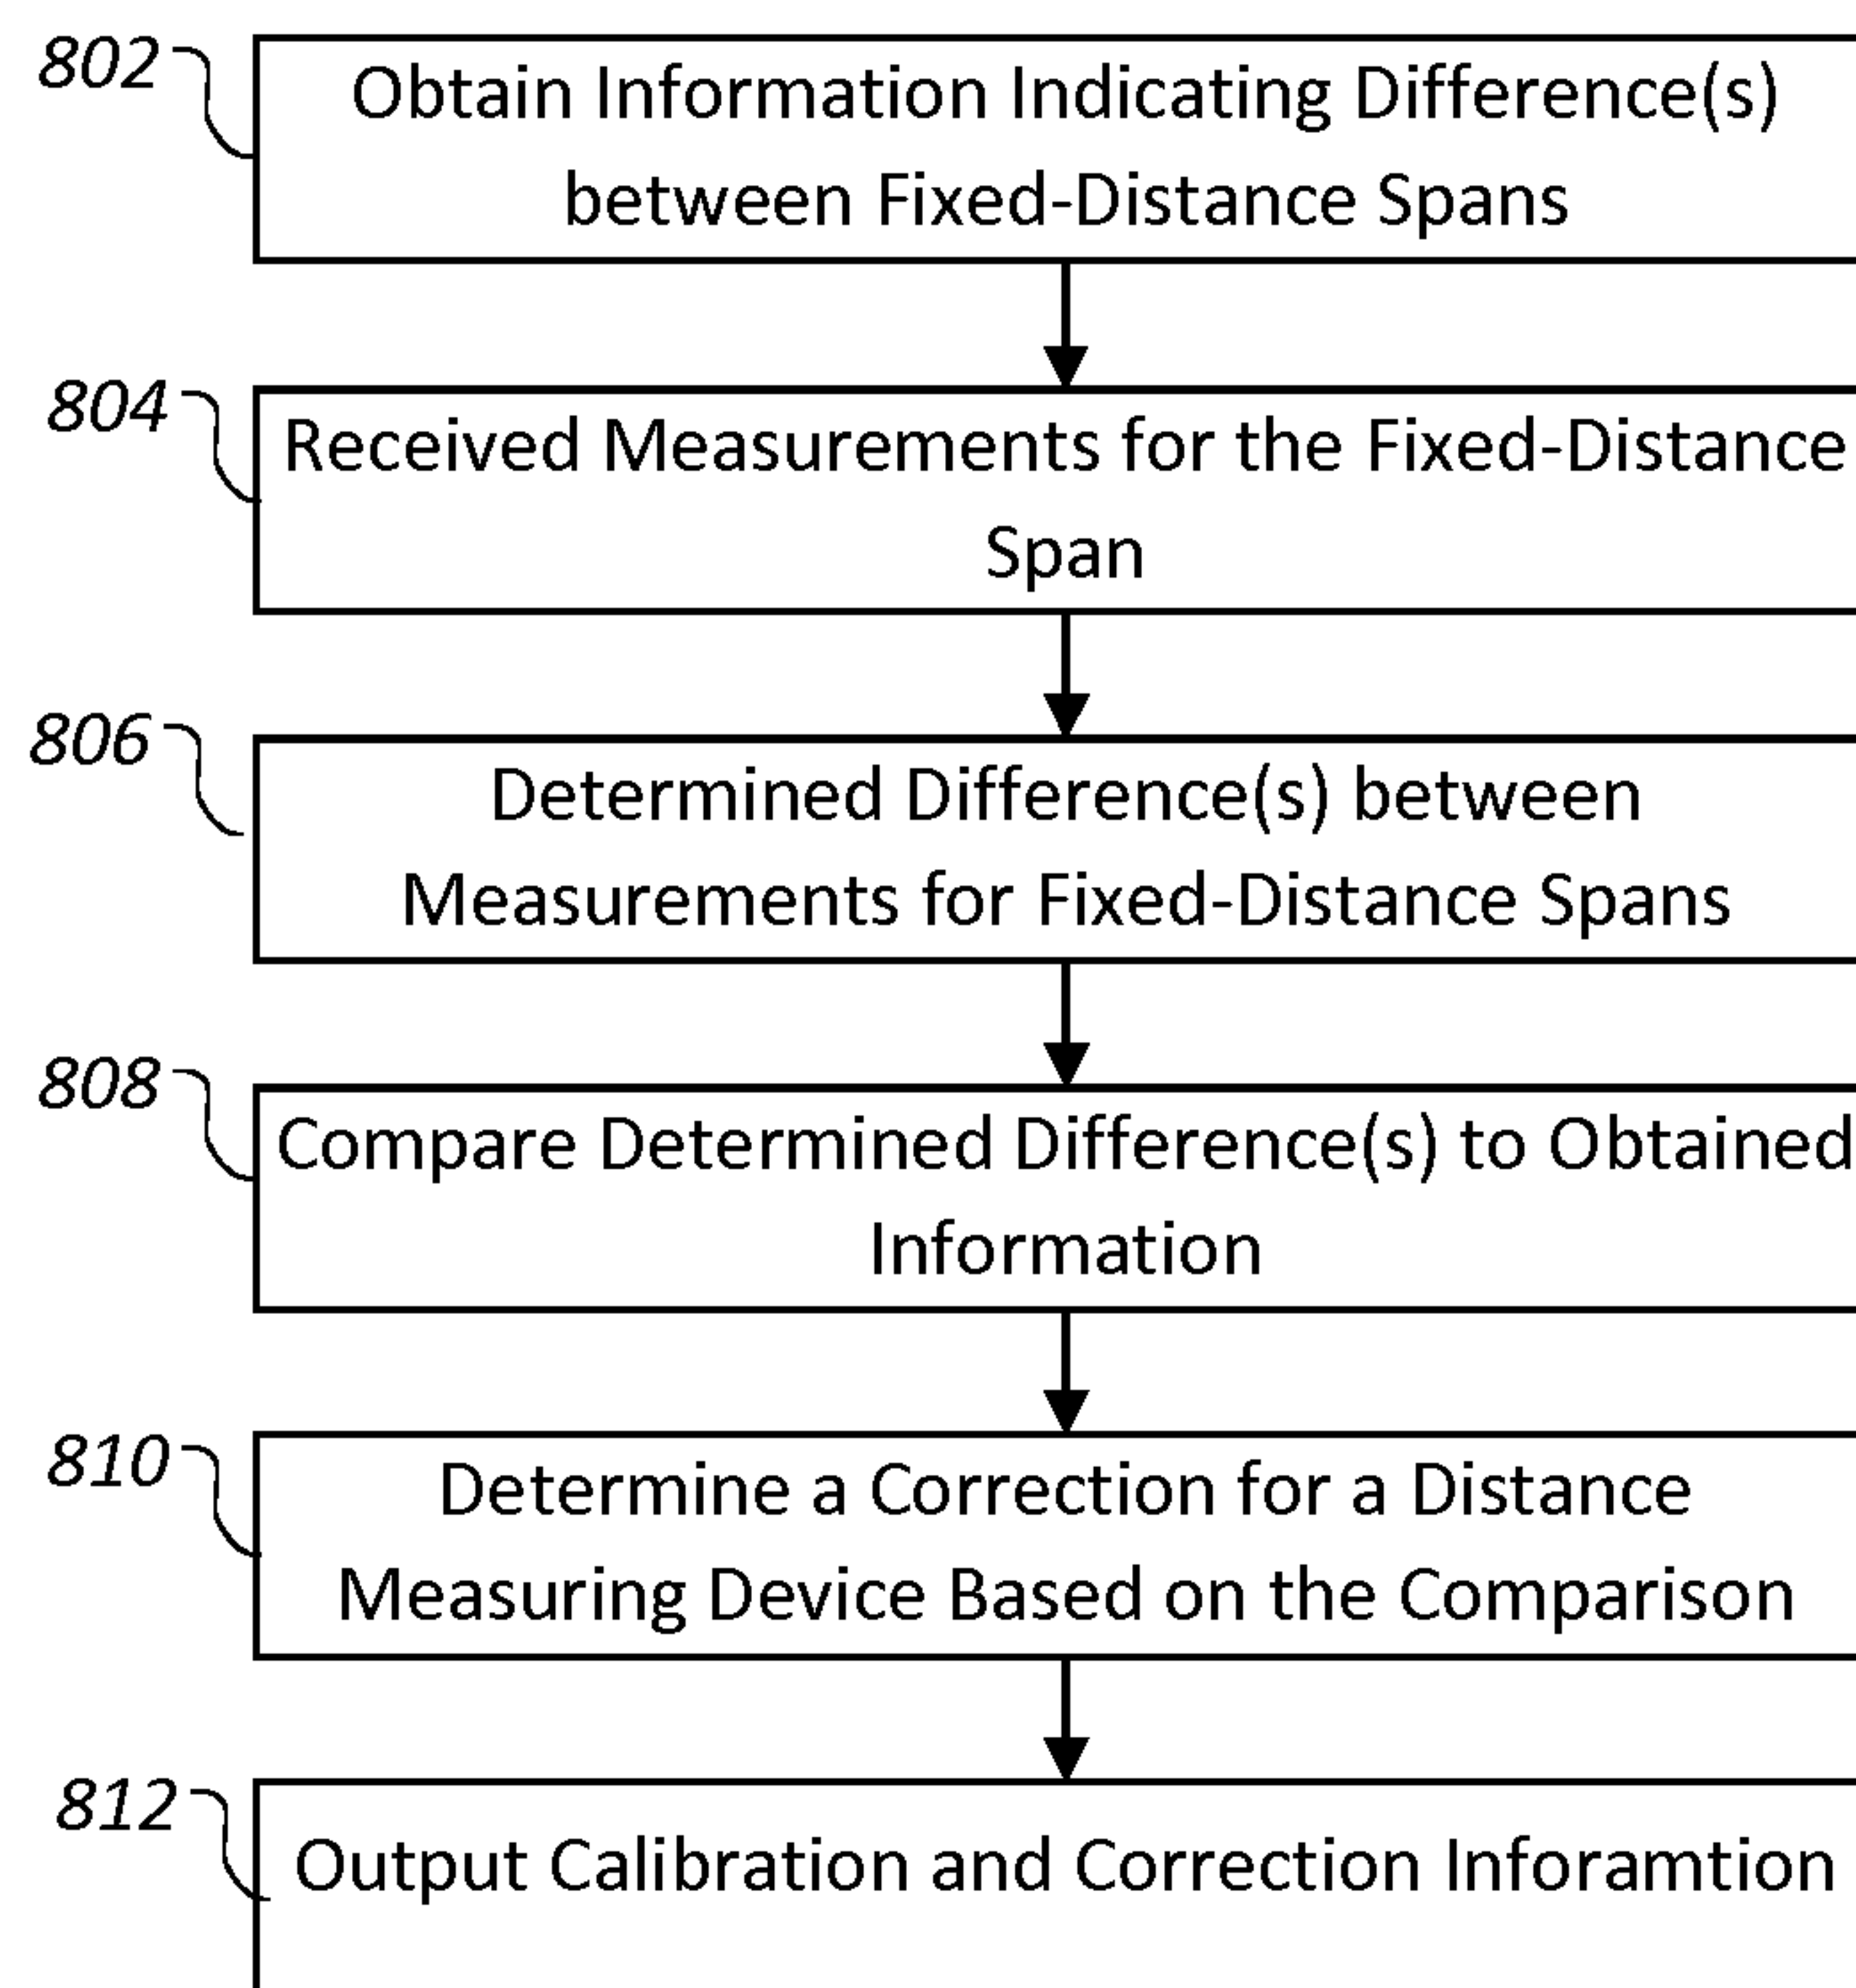 802
Obtain Information Indicating Difference(s)
between Fixed-Distance Spans
804
Received Measurements for the Fixed-Distance
Span
806
Determined Difference(s) between
Measurements for Fixed-Distance Spans
808
Compare Determined Difference(s) to Obtained
Information
810
Determine a Correction for a Distance
Measuring Device Based on the Comparison
812
Output Calibration and Correction Inforamtion